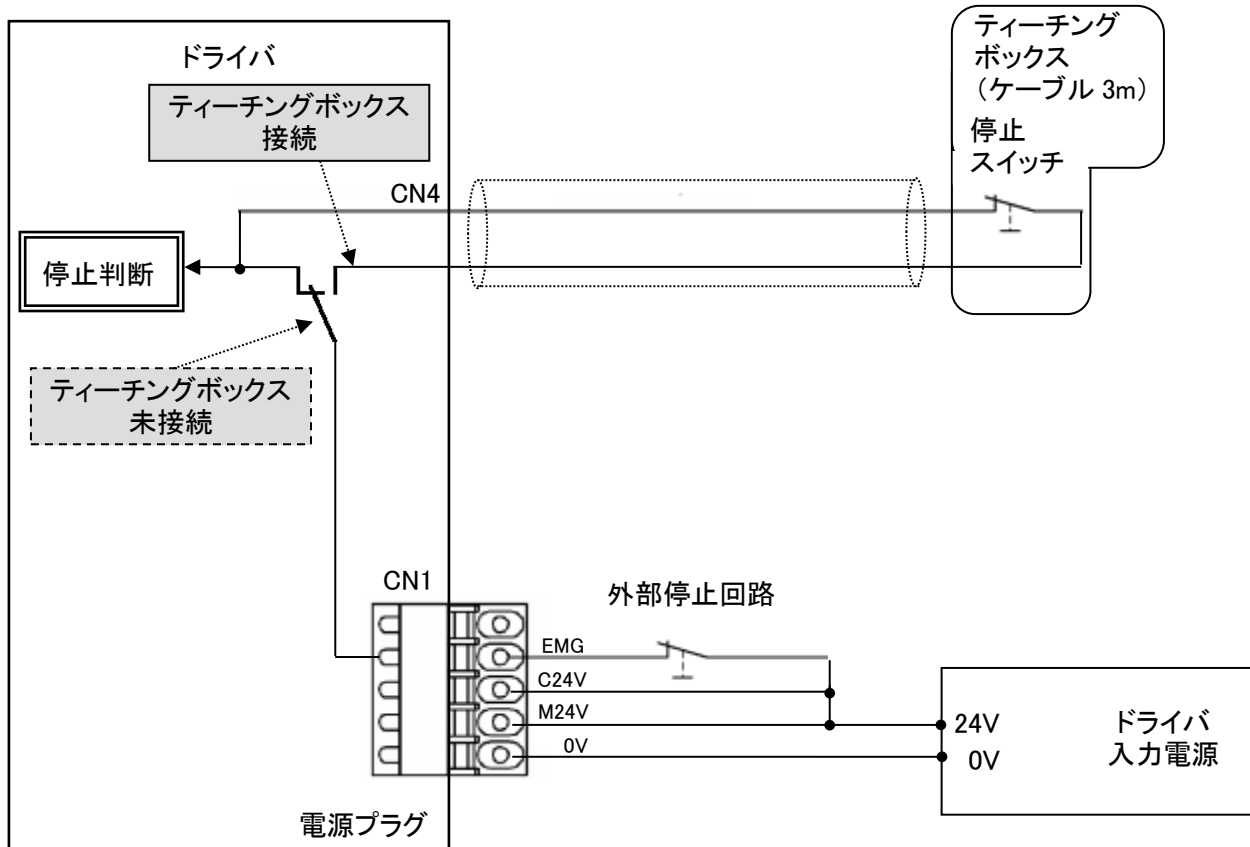 ドライバ
ティーチングボックス
接続
CN4
停止判断
ティーチングボックス
未接続
ティーチング
ボックス
（ケーブル 3m）
停止
スイッチ
CN1
外部停止回路
EMG
C24V
M24V
0V
24V
0V
ドライバ
入力電源
電源プラグ